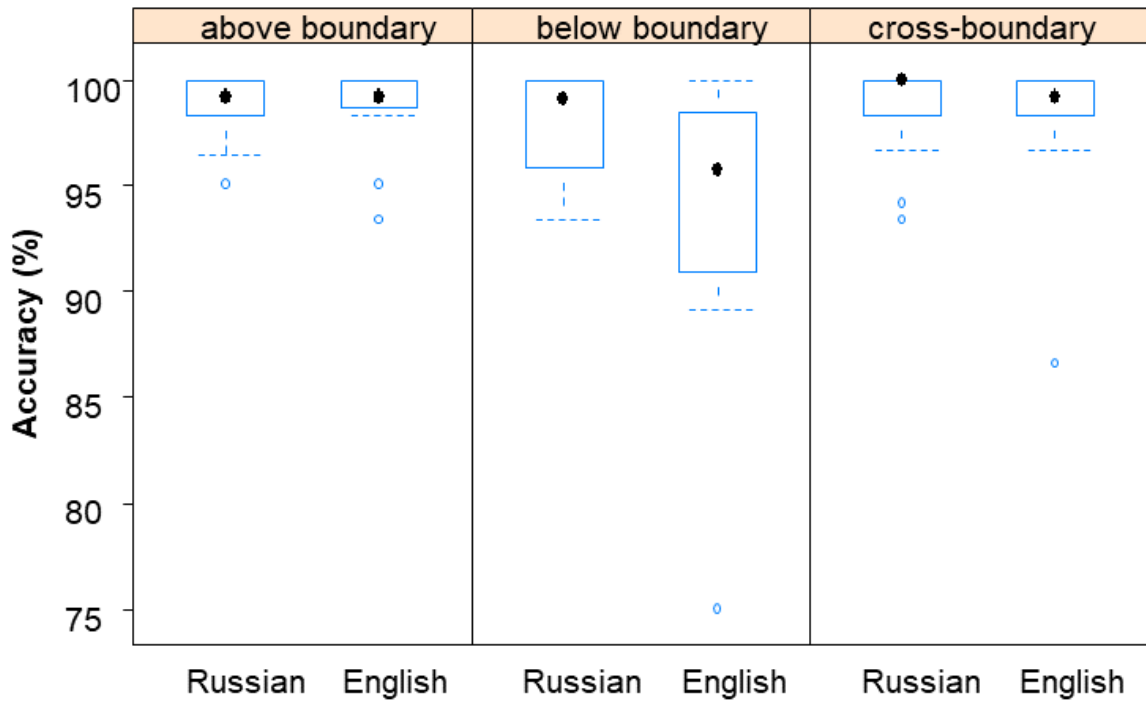 above boundary
below boundary
cross-boundary
Accuracy (%)
100
95
90
85
80
75
Russian
English
Russian
English
Russian
English